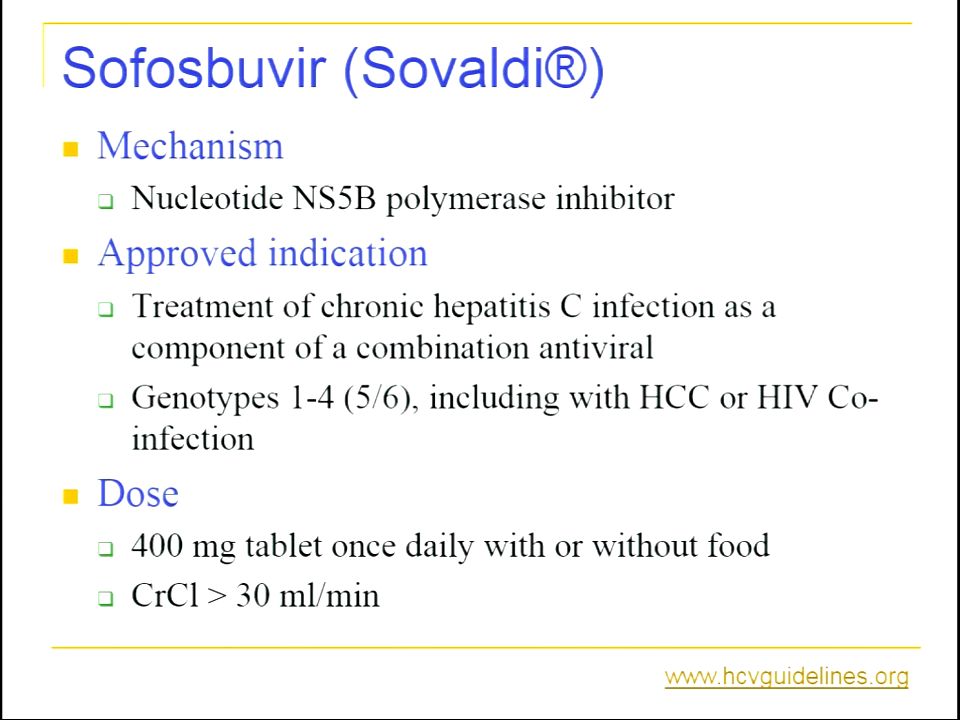 Sofosbuvir (Sovaldi®)
Mechanism
Nucleotide NS5B polymerase inhibitor
Approved indication
Treatment of chronic hepatitis C infection as a
component of a combination antiviral
Genotypes 1-4 (5/6), including with HCC or HIV Co-
infection
Dose
400 mg tablet once daily with or without food
CrCl > 30 ml/min
www.hcvguidelines.org